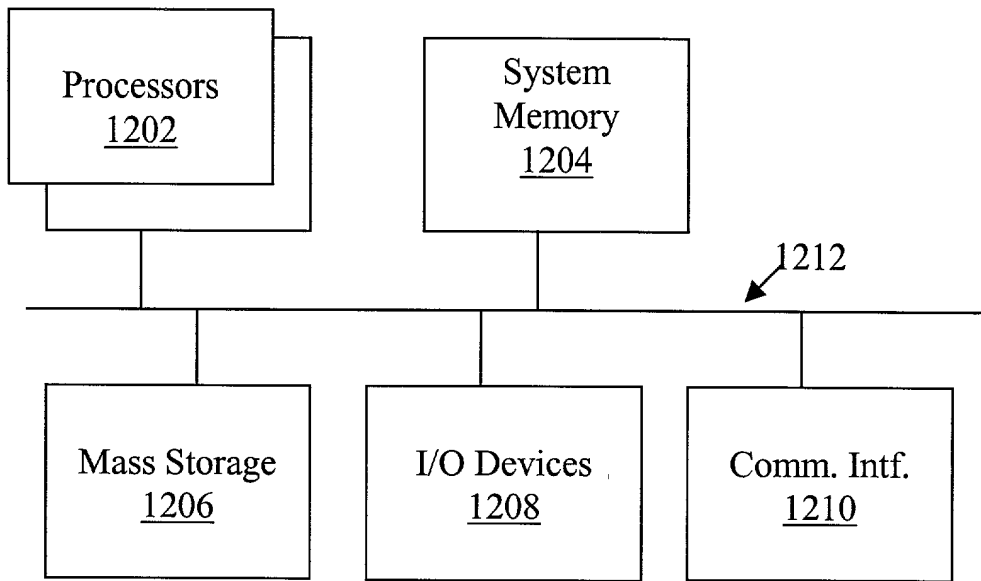 Processors
1202
System
Memory
1204
1212
Mass Storage
1206
I/O Devices
1208
Comm. Intf.
1210